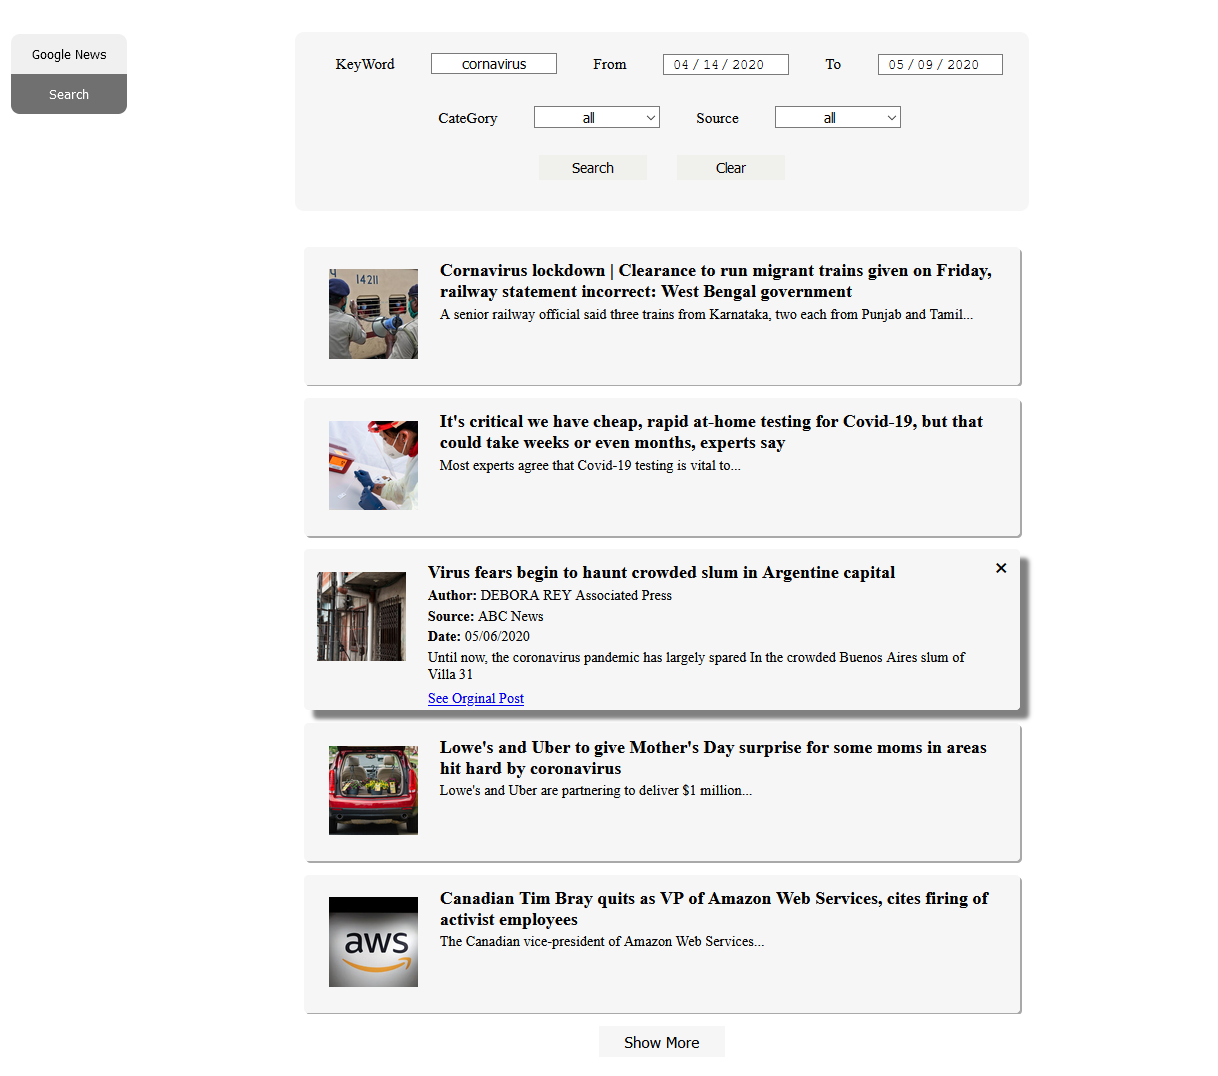 Google News
Search
KeyWord cornavirus From 04 / 14 / 2020 To 05 / 09 / 2020
CateGory all Source all
Search Clear
14211
Cornavirus lockdown | Clearance to run migrant trains given on Friday,
railway statement incorrect: West Bengal government
A senior railway official said three trains from Karnataka, two each from Punjab and Tamil...
It's critical we have cheap, rapid at-home testing for Covid-19, but that
could take weeks or even months, experts say
Most experts agree that Covid-19 testing is vital to...
Virus fears begin to haunt crowded slum in Argentine capital ×
Author: DEBORA REY Associated Press
Source: ABC News
Date: 05/06/2020
Until now, the coronavirus pandemic has largely spared In the crowded Buenos Aires slum of
Villa 31
See Orginal Post
Lowe's and Uber to give Mother's Day surprise for some moms in areas
hit hard by coronavirus
Lowe's and Uber are partnering to deliver $1 million...
aws
Canadian Tim Bray quits as VP of Amazon Web Services, cites firing of
activist employees
The Canadian vice-president of Amazon Web Services...
Show More